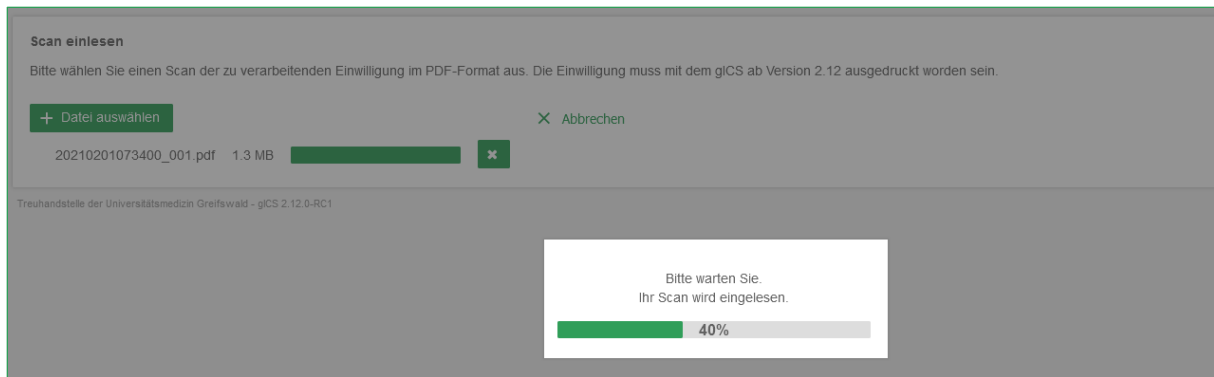 Scan einlesen
Bitte wählen Sie einen Scan der zu verarbeitenden Einwilligung im PDF-Format aus. Die Einwilligung muss mit dem gICS ab Version 2.12 ausgedruckt worden sein.
Datei auswählen
Abbrechen
20210201073400_001.pdf 1.3 MB
Treuhandstelle der Universitätsmedizin Greifswald - gICS 2.12.0-RC1
Bitte warten Sie.
Ihr Scan wird eingelesen.
40%